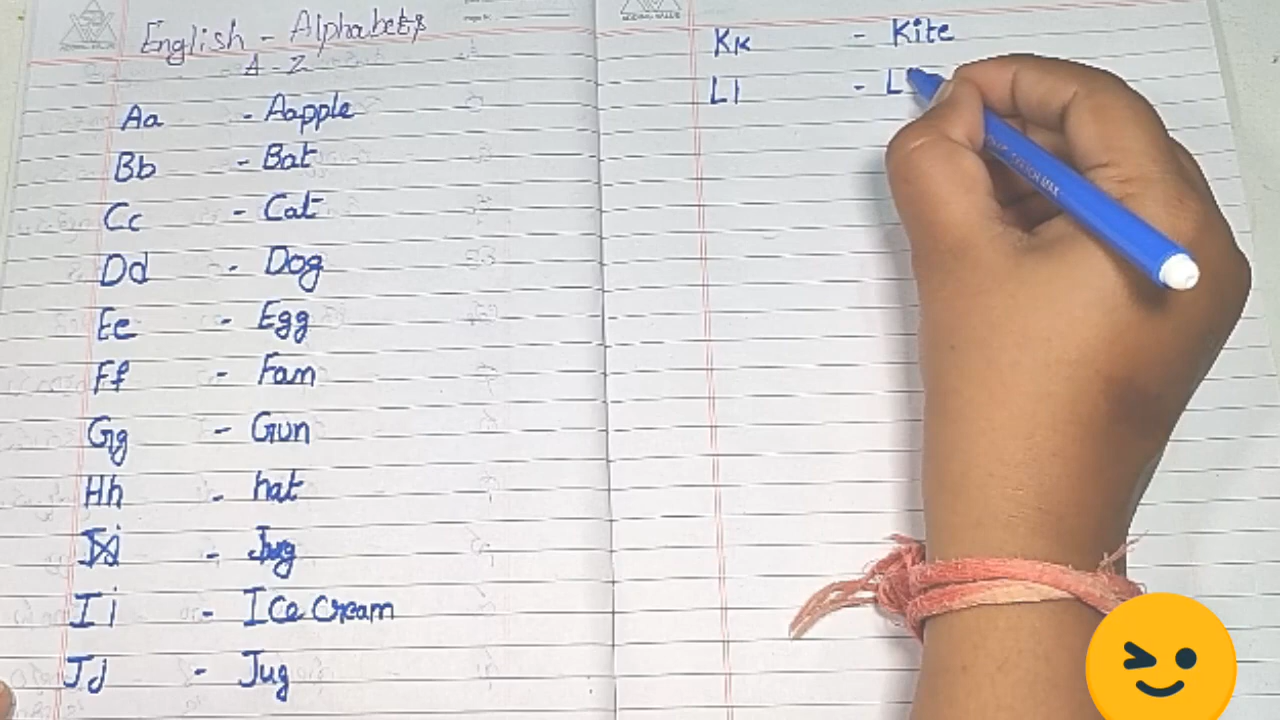 English - Alphabets
A - Z
Aa - Aapple
Bb - Bat
Cc - Cat
Dd - Dog
Ee - Egg
Ff - Fan
Gg - Gun
Hh - hat
- Jug
Ii - Ice Cream
Jj - Jug
Kk - Kite
Ll - L